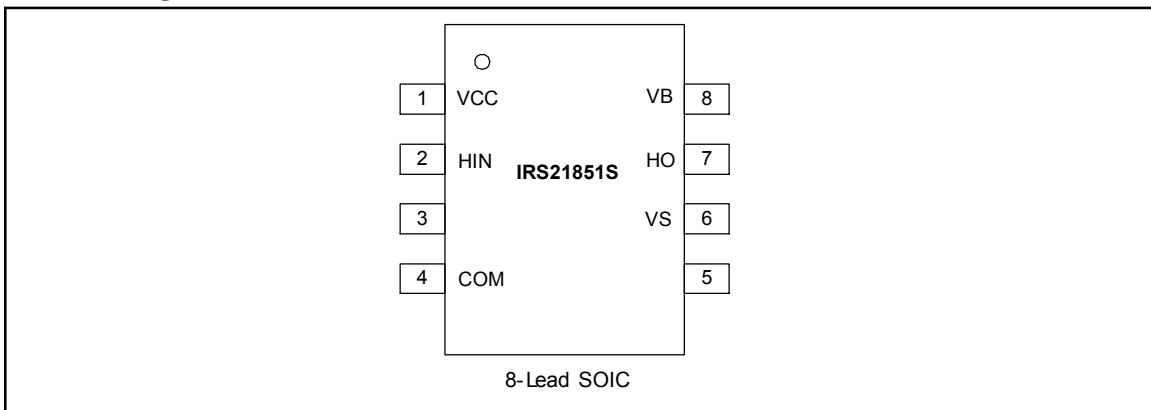 1 VCC VB 8
2 HIN IRS21851S HO 7
3 VS 6
4 COM 5
8-Lead SOIC